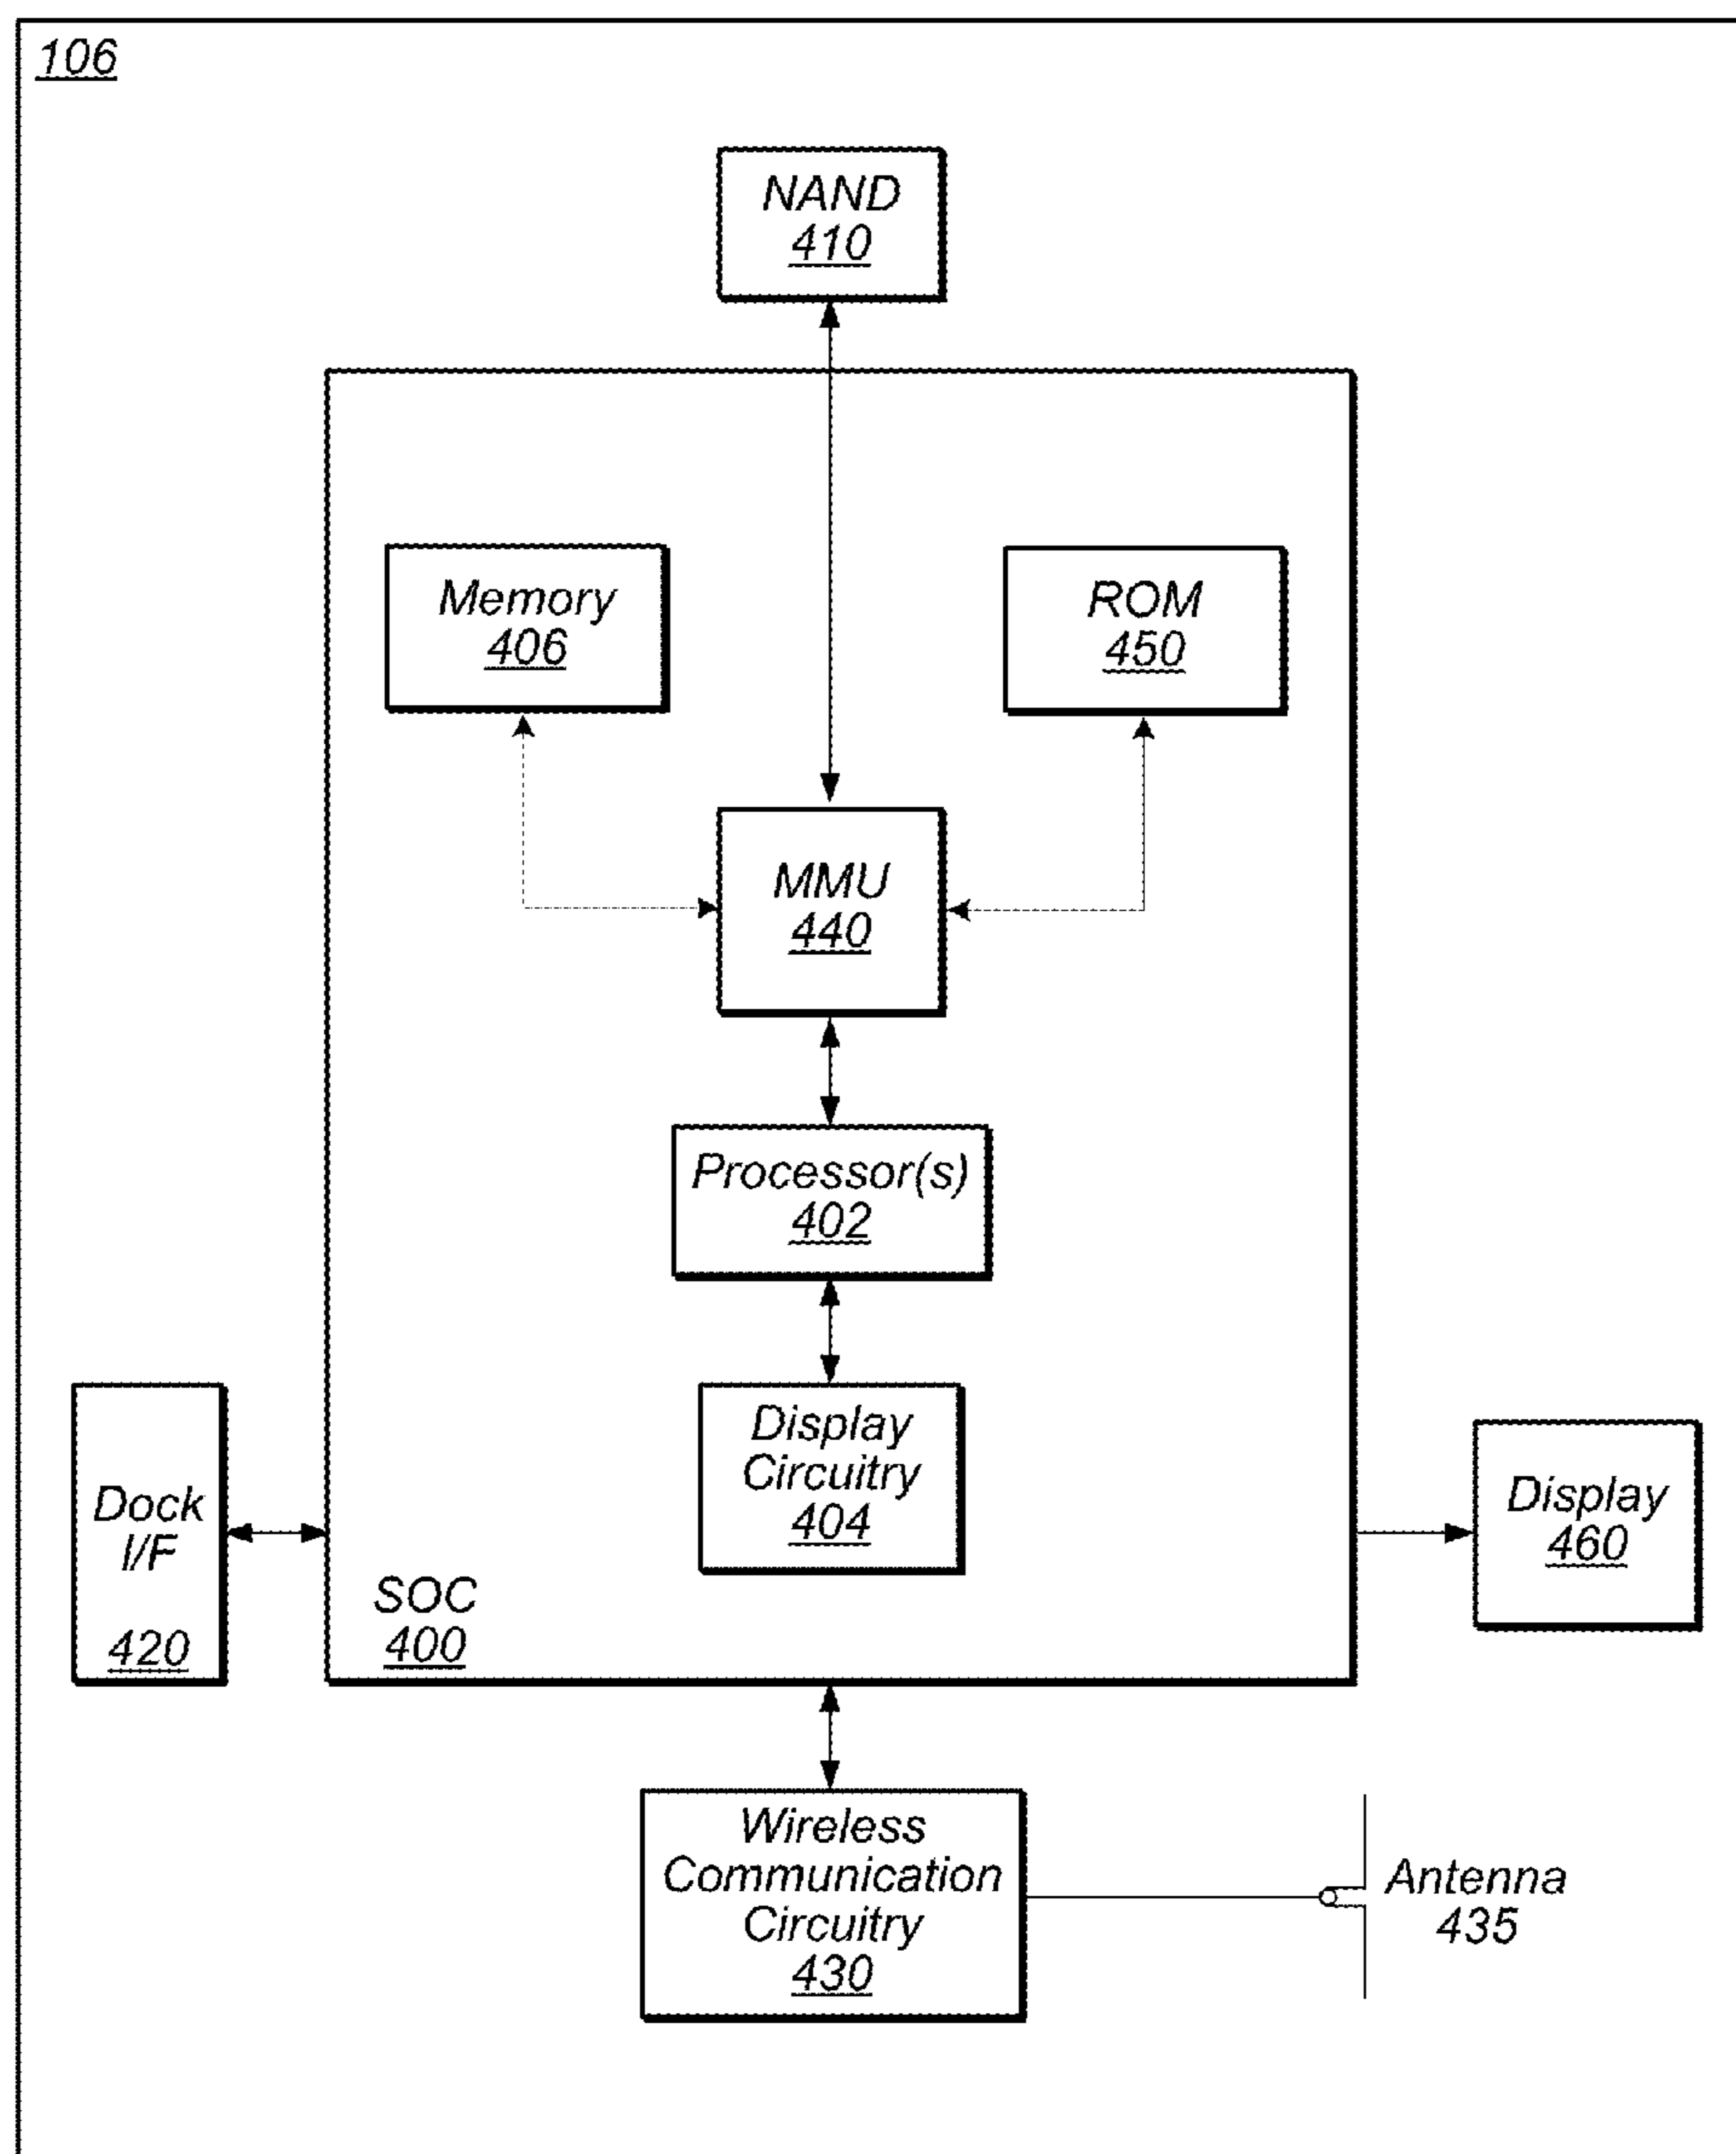 106
NAND
410
Memory
406
ROM
450
MMU
440
Processor(s)
402
Display
Circuitry
404
Dock
I/F
420
SOC
400
Display
460
Wireless
Communication
Circuitry
430
Antenna
435